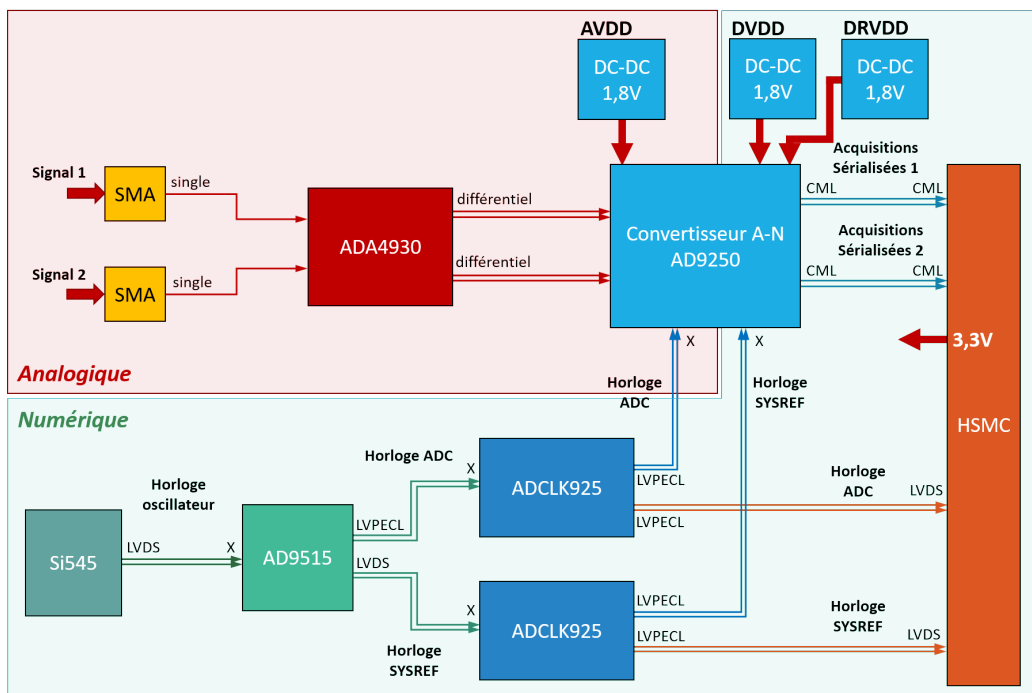 AVDD
DVDD
DRVDD
DC-DC
1,8V
DC-DC
1,8V
DC-DC
1,8V
Signal 1
SMA
single
Signal 2
SMA
single
ADA4930
différentiel
différentiel
Convertisseur A-N
AD9250
Acquisitions
Sérialisées 1
CML
CML
Acquisitions
Sérialisées 2
CML
CML
3,3V
HSMC
Analogique
X
X
Horloge
ADC
Horloge
SYSREF
Numérique
Horloge
oscillateur
Si545
LVDS
X
AD9515
Horloge ADC
LVPECL
X
LVDS
X
Horloge
SYSREF
ADCLK925
LVPECL
LVPECL
Horloge
ADC
LVDS
ADCLK925
LVPECL
LVPECL
Horloge
SYSREF
LVDS